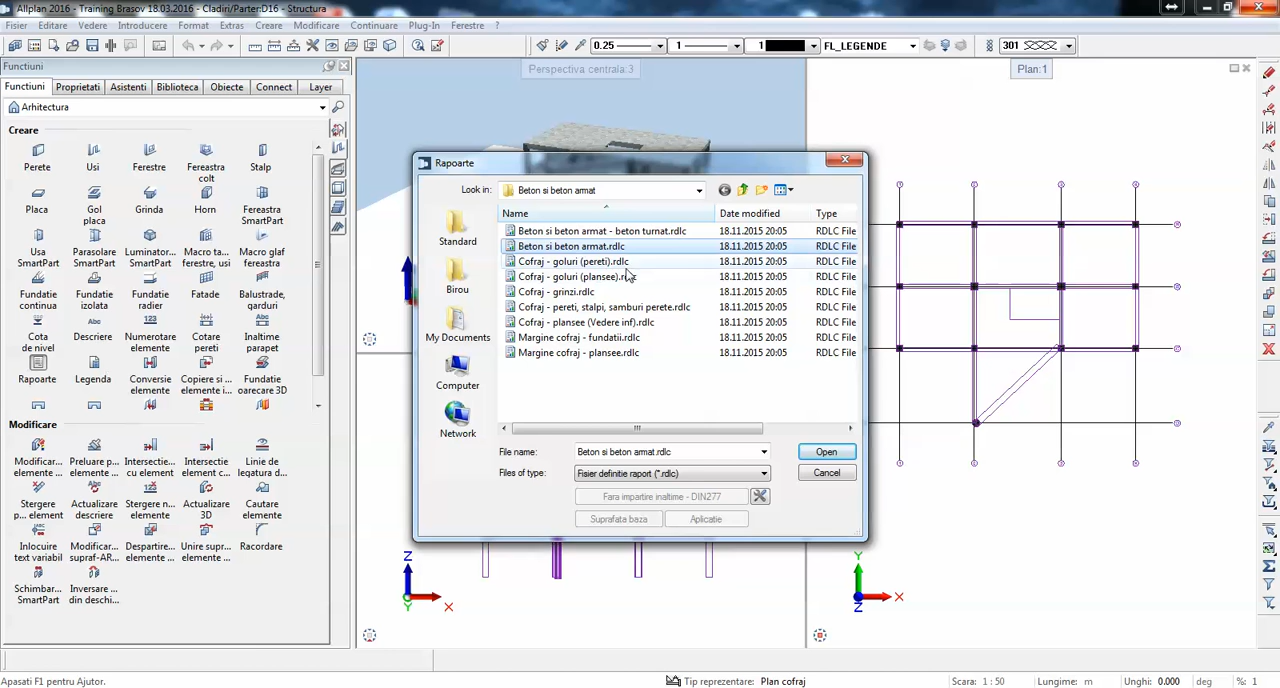 Allplan 2016 - Training Brasov 18.03.2016 - Cladiri/Parter:D16 - Structura
Fisier Editare Vedere Introducere Format Extras Creare Modificare Continuare Plug-In Ferestre ?
0.25 1 1 FL_LEGENDE 301
Functiuni
Functiuni Proprietati Asistenti Biblioteca Obiecte Connect Layer
Arhitectura
Creare
Perete Usi Ferestre Fereastra colt Stalp
Placa Gol placa Grinda Horn Fereastra SmartPart
Usa SmartPart Parasolare SmartPart Luminator... SmartPart Macro ta... ferestre, usi Macro glaf fereastra
Fundatie continua Fundatie izolata Fundatie radier Fatade Balustrade, garduri
Cota de nivel Descriere Numerotare elemente Cotare pereti Inaltime parapet
Rapoarte Legenda Conversie elemente Copiere si ... elemente i... Fundatie oarecare 3D
Modificare
Modificar... elemente ... Preluare p... element ... Intersectie cu element Intersectie elemente Linie de legatura d...
Stergere p... element Actualizare descriere Stergere n... elemente Actualizare 3D Cautare elemente
Inlocuire text variabil Modificar... supraf-AR... Despartire... elemente ... Unire supr... elemente ... Racordare
Schimbar... SmartPart Inversare ... din deschi...
Perspectiva centrala:3
Plan:1
Rapoarte
Look in: Beton si beton armat
Name Date modified Type
Beton si beton armat - beton turnat.rdlc 18.11.2015 20:05 RDLC File
Beton si beton armat.rdlc 18.11.2015 20:05 RDLC File
Cofraj - goluri (pereti).rdlc 18.11.2015 20:05 RDLC File
Cofraj - goluri (plansee).rdlc 18.11.2015 20:05 RDLC File
Cofraj - grinzi.rdlc 18.11.2015 20:05 RDLC File
Cofraj - pereti, stalpi, samburi perete.rdlc 18.11.2015 20:05 RDLC File
Cofraj - plansee (Vedere inf).rdlc 18.11.2015 20:05 RDLC File
Margine cofraj - fundatii.rdlc 18.11.2015 20:05 RDLC File
Margine cofraj - plansee.rdlc 18.11.2015 20:05 RDLC File
Standard
Birou
My Documents
Computer
Network
File name: Beton si beton armat.rdlc Open
Files of type: Fisier definitie raport (*.rdlc) Cancel
Fara impartire inaltime - DIN277
Suprafata baza Aplicatie
Z
Y X
Y
Z X
Apasati F1 pentru Ajutor.
Tip reprezentare: Plan cofraj Scara: 1 : 50 Lungime: m Unghi: 0.000 deg %: 1